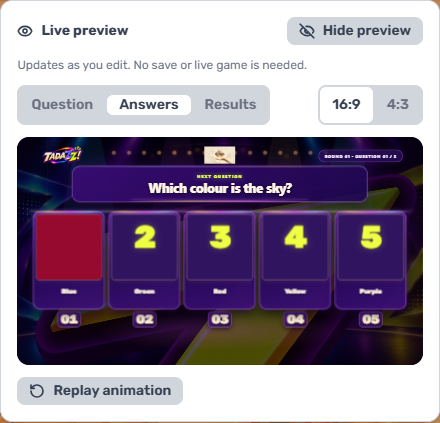 Live preview
Hide preview
Updates as you edit. No save or live game is needed.
Question
Answers
Results
16:9
4:3
TADAZZ!
ROUND 01 - QUESTION 01 / 2
NEXT QUESTION
Which colour is the sky?
2
3
4
5
Blue
Green
Red
Yellow
Purple
01
02
03
04
05
Replay animation